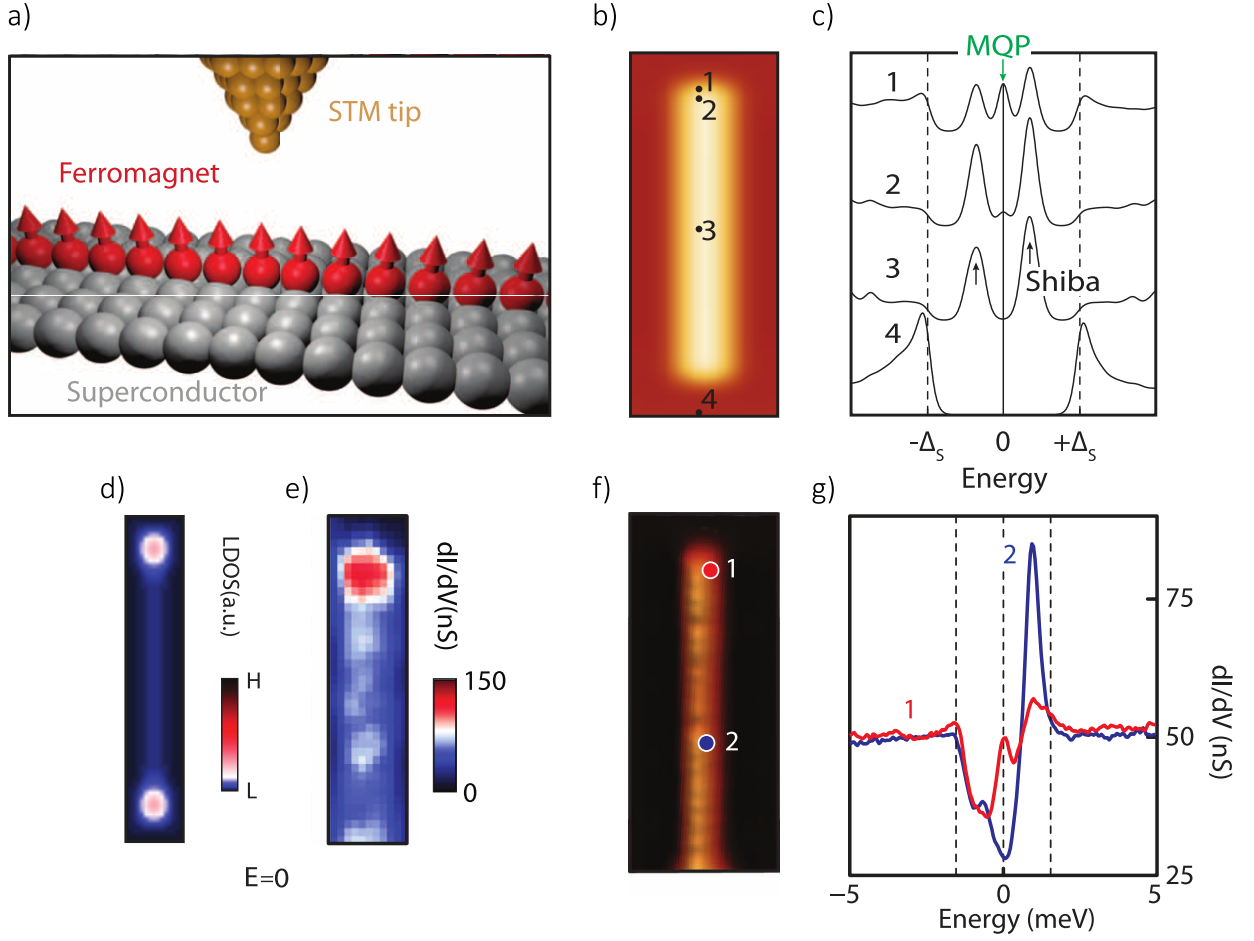 a)
STM tip
Ferromagnet
Superconductor
b)
1
2
3
4
c)
MQP
1
2
3
Shiba
4
-Δs 0 +Δs
Energy
d)
LDOS(a.u.)
H
L
e)
dI/dV(nS)
150
0
E=0
f)
1
2
g)
2
1
75
50
25
dI/dV (nS)
−5 0 5
Energy (meV)